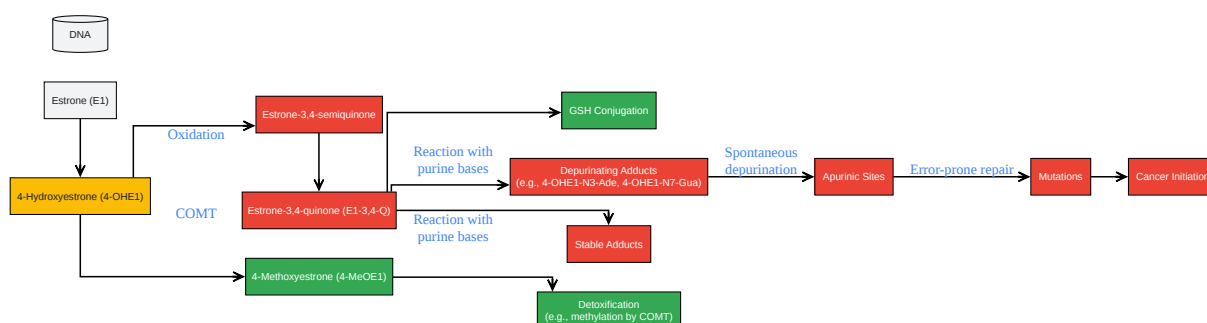 DNA
Estrone (E1)
Estrone-3,4-semiquinone
GSH Conjugation
Oxidation
Reaction with
purine bases
Spontaneous
depurination
4-Hydroxyestrone (4-OHE1)
Depurinating Adducts
(e.g., 4-OHE1-N3-Ade, 4-OHE1-N7-Gua)
Apurinic Sites
Error-prone repair
Mutations
Cancer Initiation
COMT
Estrone-3,4-quinone (E1-3,4-Q)
Reaction with
purine bases
Stable Adducts
4-Methoxyestrone (4-MeOE1)
Detoxification
(e.g., methylation by COMT)